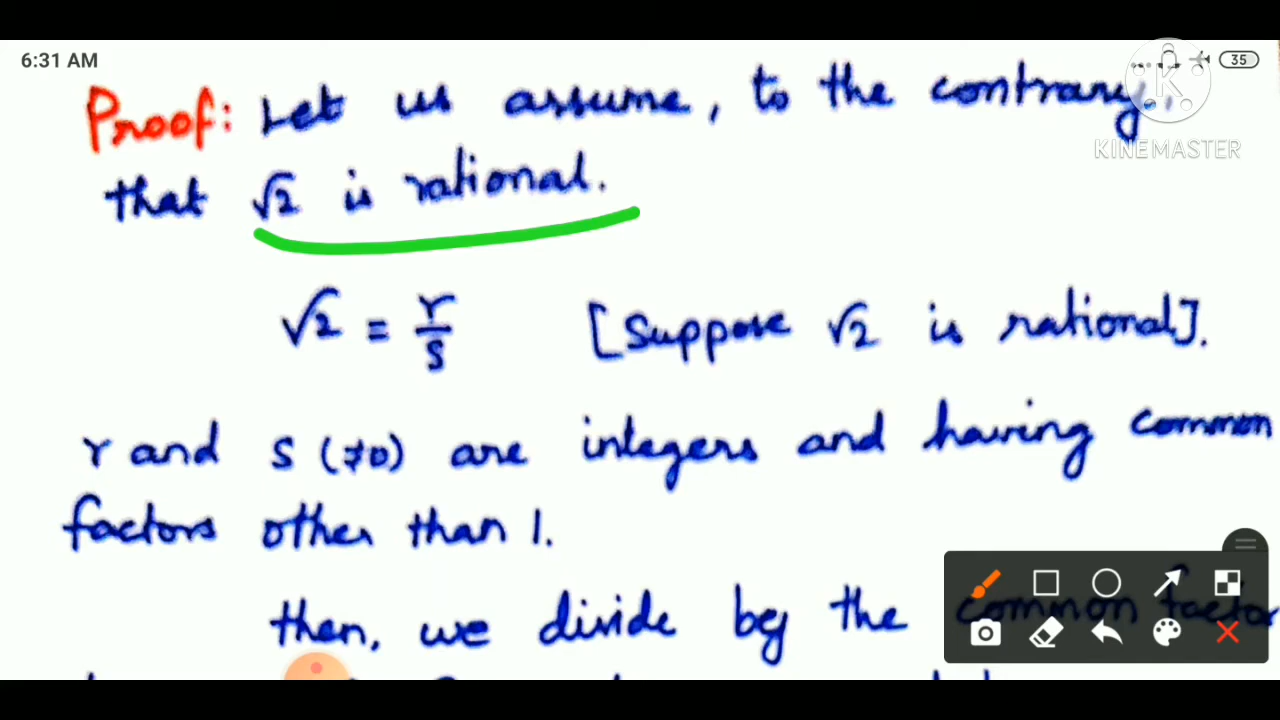 6:31 AM
35
KINEMASTER
Proof: Let us assume, to the contrary,
that √2 is rational.
√2 = r/s [Suppose √2 is rational].
r and s (≠0) are integers and having common
factors other than 1.
then, we divide by the common factor